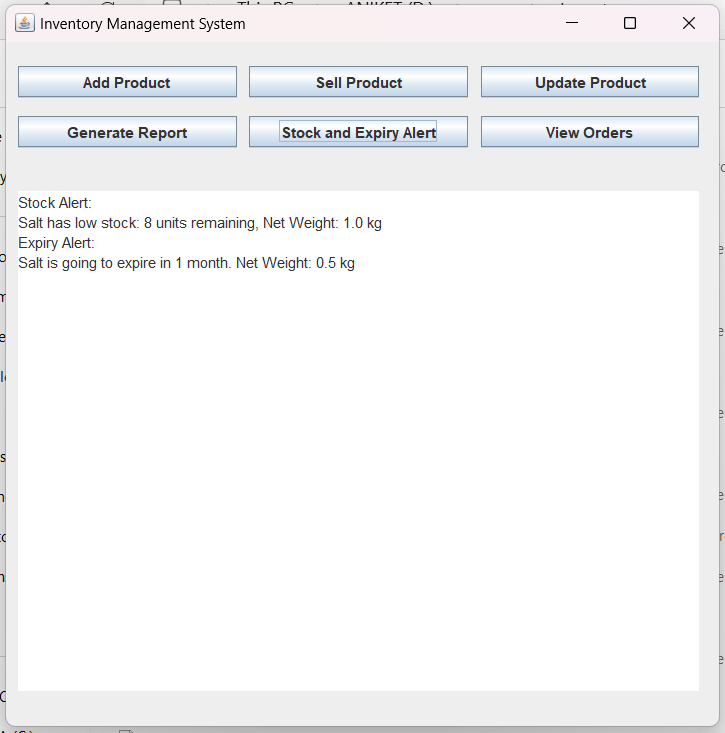 Inventory Management System
Add Product
Sell Product
Update Product
Generate Report
Stock and Expiry Alert
View Orders
Stock Alert:
Salt has low stock: 8 units remaining, Net Weight: 1.0 kg
Expiry Alert:
Salt is going to expire in 1 month. Net Weight: 0.5 kg